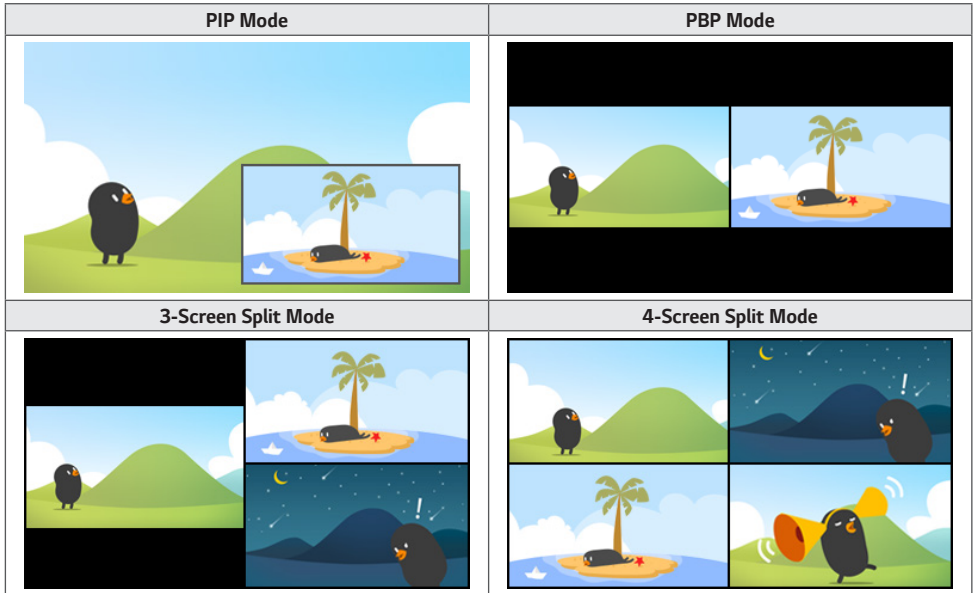 PIP Mode
PBP Mode
3-Screen Split Mode
4-Screen Split Mode
!
!